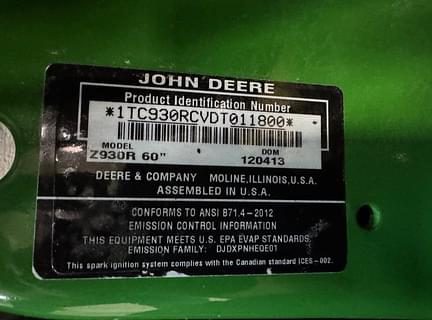 JOHN DEERE
Product Identification Number
*1TC930RCVDT011800*
MODEL DOM
Z930R 60" 120413
DEERE & COMPANY MOLINE, ILLINOIS, U.S.A.
ASSEMBLED IN U.S.A.
CONFORMS TO ANSI B71.4-2012
EMISSION CONTROL INFORMATION
THIS EQUIPMENT MEETS U.S. EPA EVAP STANDARDS.
EMISSION FAMILY: DJDXPNHEQE01
This spark ignition system complies with the Canadian standard ICES-002.